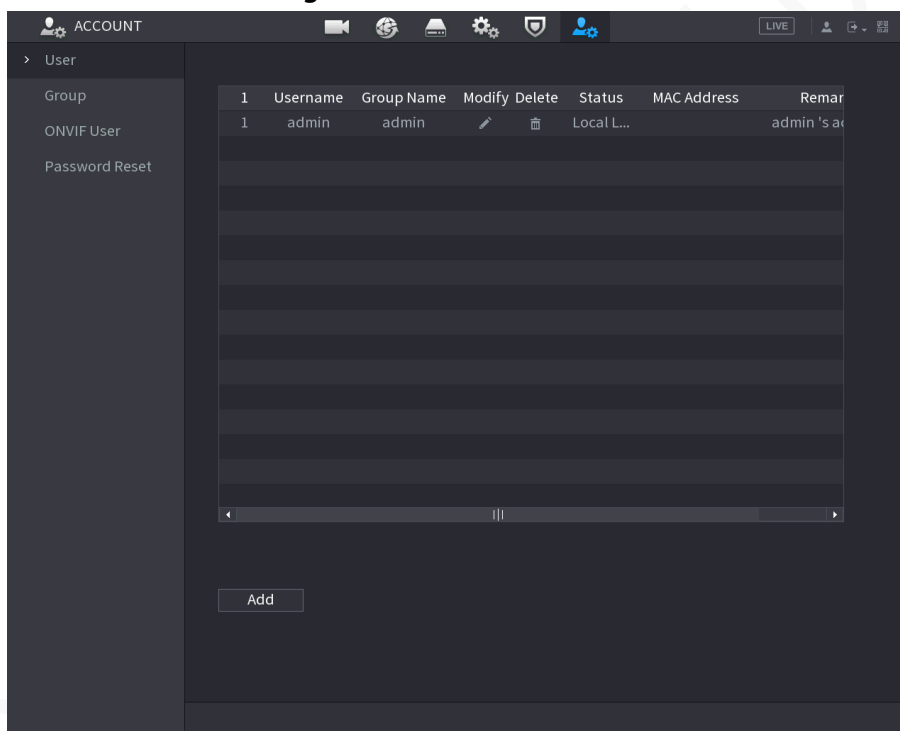 ACCOUNT LIVE
User
Group
ONVIF User
Password Reset
1 Username Group Name Modify Delete Status MAC Address Remar
1 admin admin Local L... admin 's a
Add